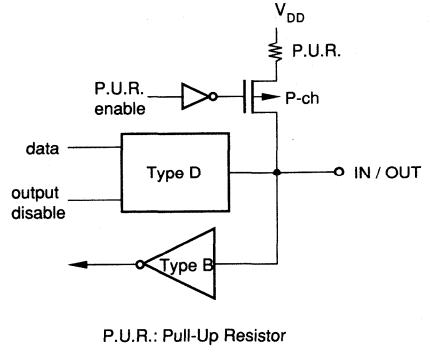 VDD
P.U.R.
P.U.R.
enable
P-ch
data
Type D
IN / OUT
output
disable
Type B
P.U.R.: Pull-Up Resistor